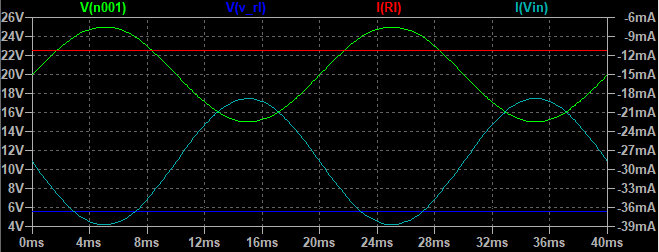 V(n001) V(v_rl) I(Rl) I(Vin)
26V -6mA
24V -9mA
22V -12mA
20V -15mA
18V -18mA
16V -21mA
14V -24mA
12V -27mA
10V -30mA
8V -33mA
6V -36mA
4V -39mA
0ms 4ms 8ms 12ms 16ms 20ms 24ms 28ms 32ms 36ms 40ms